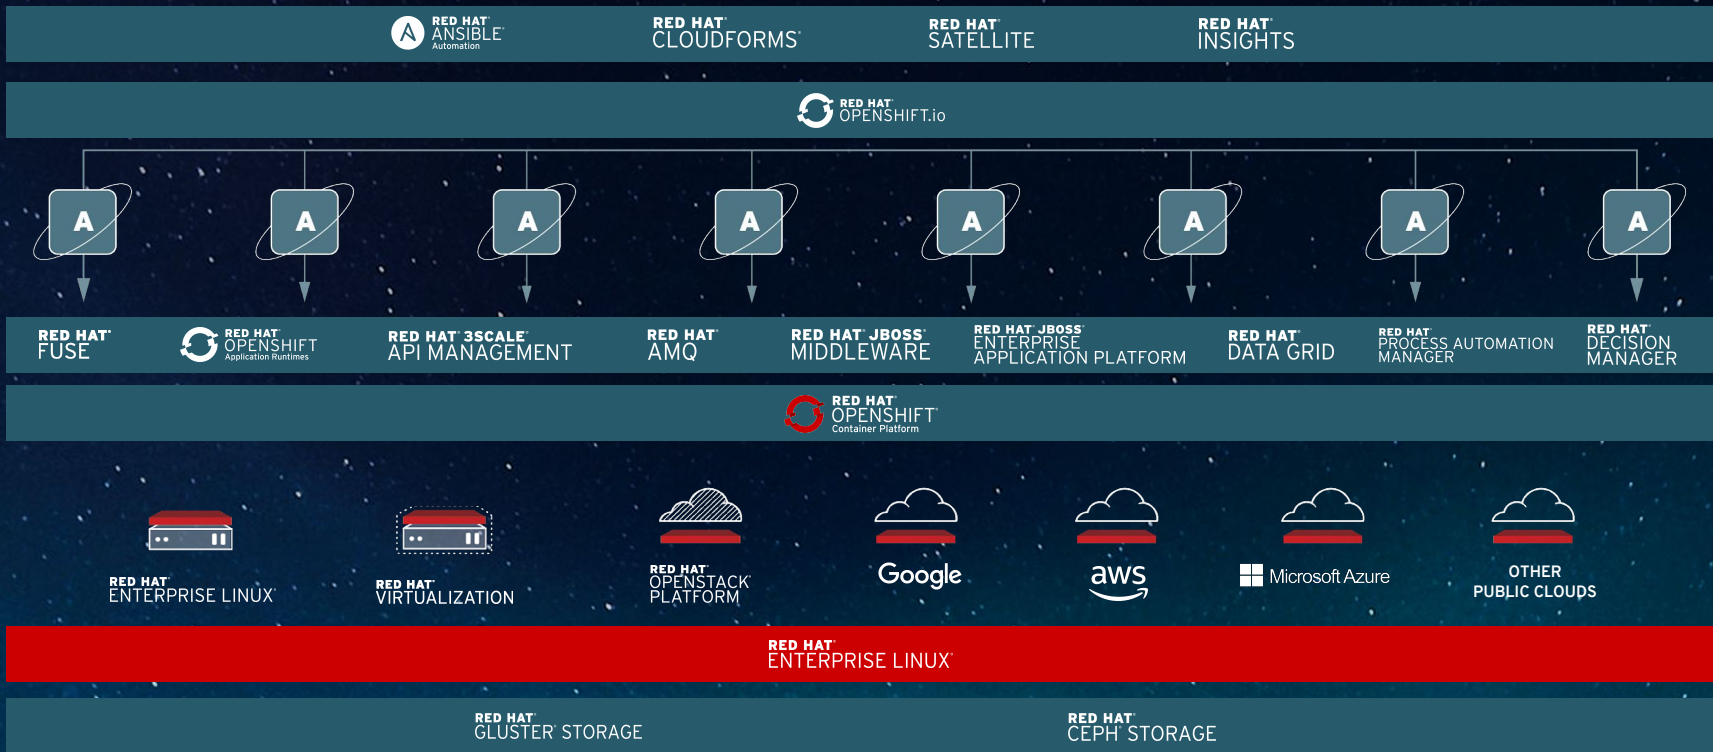 RED HAT®
ANSIBLE®
Automation
RED HAT®
CLOUDFORMS®
RED HAT®
SATELLITE
RED HAT®
INSIGHTS
RED HAT®
OPENSHIFT.io
A
A
A
A
A
A
A
A
RED HAT®
FUSE
RED HAT®
OPENSHIFT
Application Runtimes
RED HAT® 3SCALE®
API MANAGEMENT
RED HAT®
AMQ
RED HAT® JBOSS®
MIDDLEWARE
RED HAT® JBOSS®
ENTERPRISE
APPLICATION PLATFORM
RED HAT®
DATA GRID
RED HAT®
PROCESS AUTOMATION
MANAGER
RED HAT®
DECISION
MANAGER
RED HAT®
OPENSHIFT®
Container Platform
RED HAT®
ENTERPRISE LINUX®
RED HAT®
VIRTUALIZATION
RED HAT®
OPENSTACK®
PLATFORM
Google
aws
Microsoft Azure
OTHER
PUBLIC CLOUDS
RED HAT®
ENTERPRISE LINUX®
RED HAT®
GLUSTER® STORAGE
RED HAT®
CEPH® STORAGE